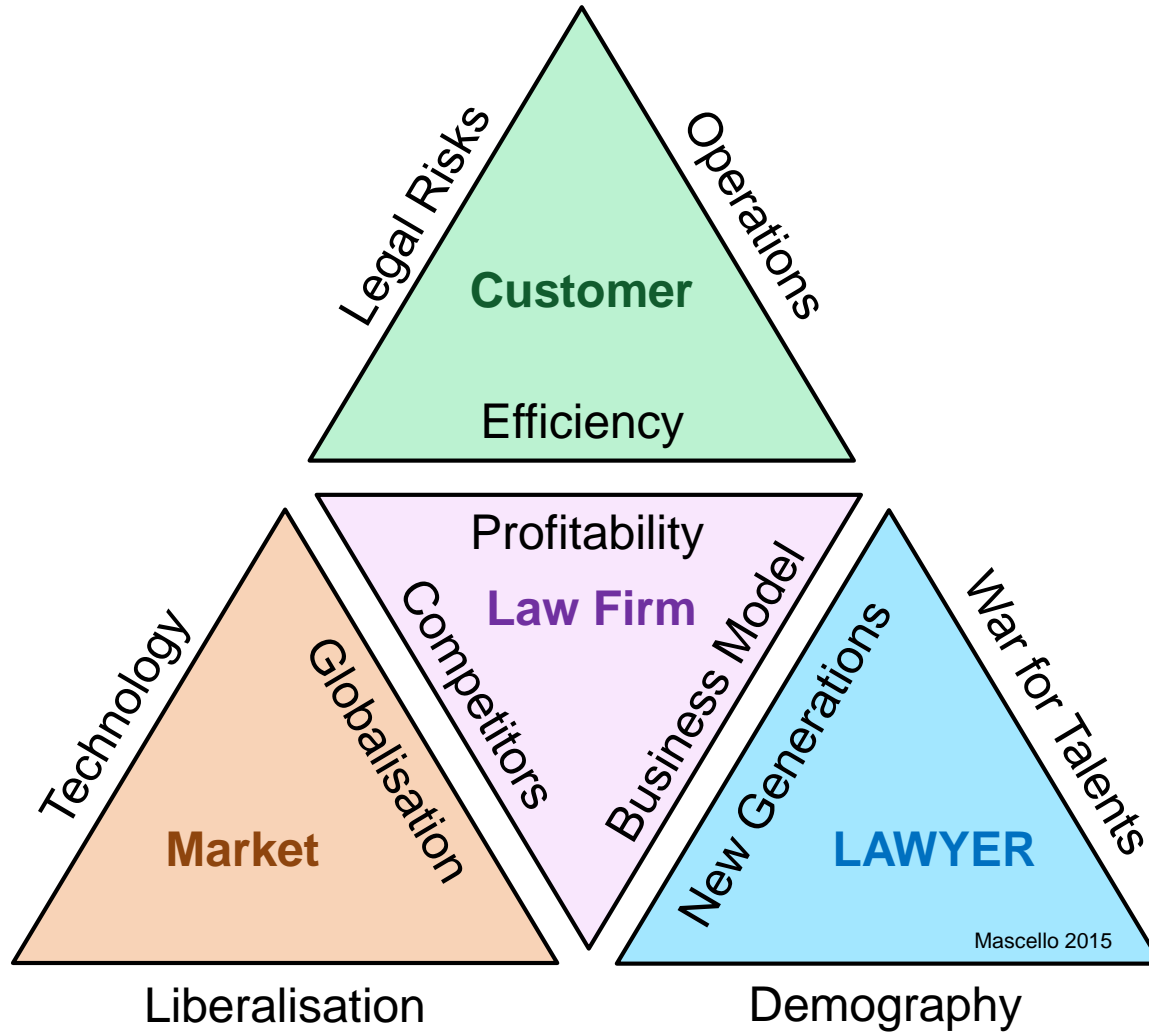 Legal Risks
Operations
Customer
Efficiency
Profitability
Law Firm
Competitors
Business Model
Technology
Globalisation
Market
New Generations
War for Talents
LAWYER
Mascello 2015
Liberalisation
Demography